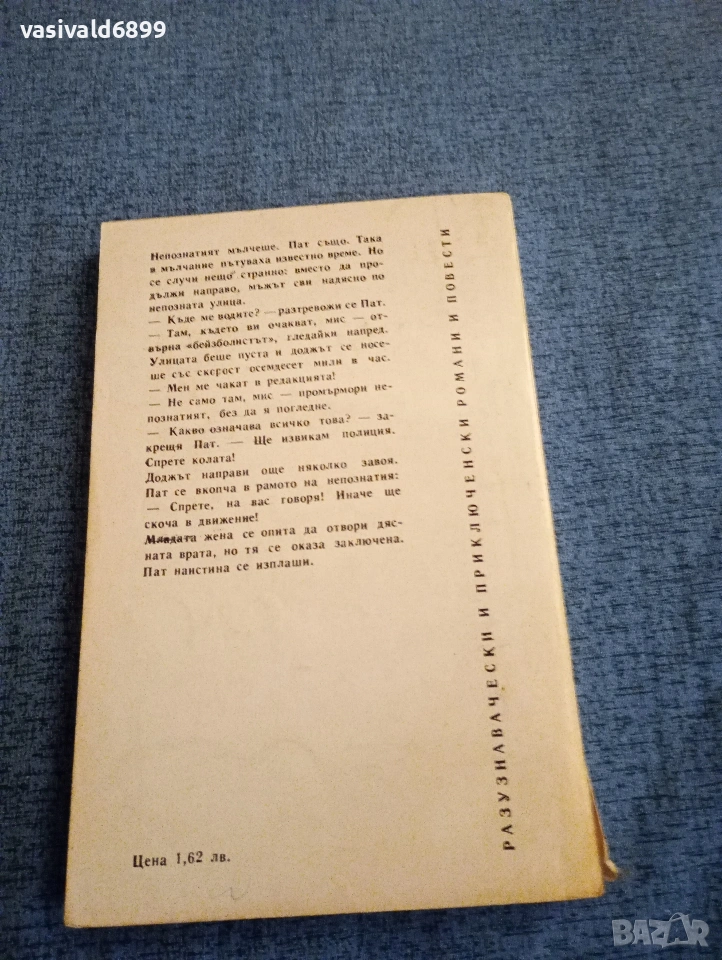 vasivald6899
Непознатият мълчеше. Пат също. Така
в мълчание пътуваха известно време. Но
се случи нещо странно: вместо да про-
дължи направо, мъжът сви надясно по
непозната улица.
— Къде ме водите? — разтревожи се Пат.
— Там, където ви очакват, мис — от-
върна «бейзболистът», гледайки напред.
Улицата беше пуста и доджът се носе-
ше със скорост осемдесет мили в час.
— Мен ме чакат в редакцията!
— Не само там, мис — промърмори не-
познатият, без да я погледне.
— Какво означава всичко това? — за-
крещя Пат. — Ще извикам полиция.
Спрете колата!
Доджът направи още няколко завоя.
Пат се вкопчи в рамото на непознатия:
— Спрете, на вас говоря! Иначе ще
скоча в движение!
Младата жена се опита да отвори дяс-
ната врата, но тя се оказа заключена.
Пат наистина се изплаши.
Цена 1,62 лв.
РАЗУЗНАВАЧЕСКИ И ПРИКЛЮЧЕНСКИ РОМАНИ И ПОВЕСТИ
BAZAR